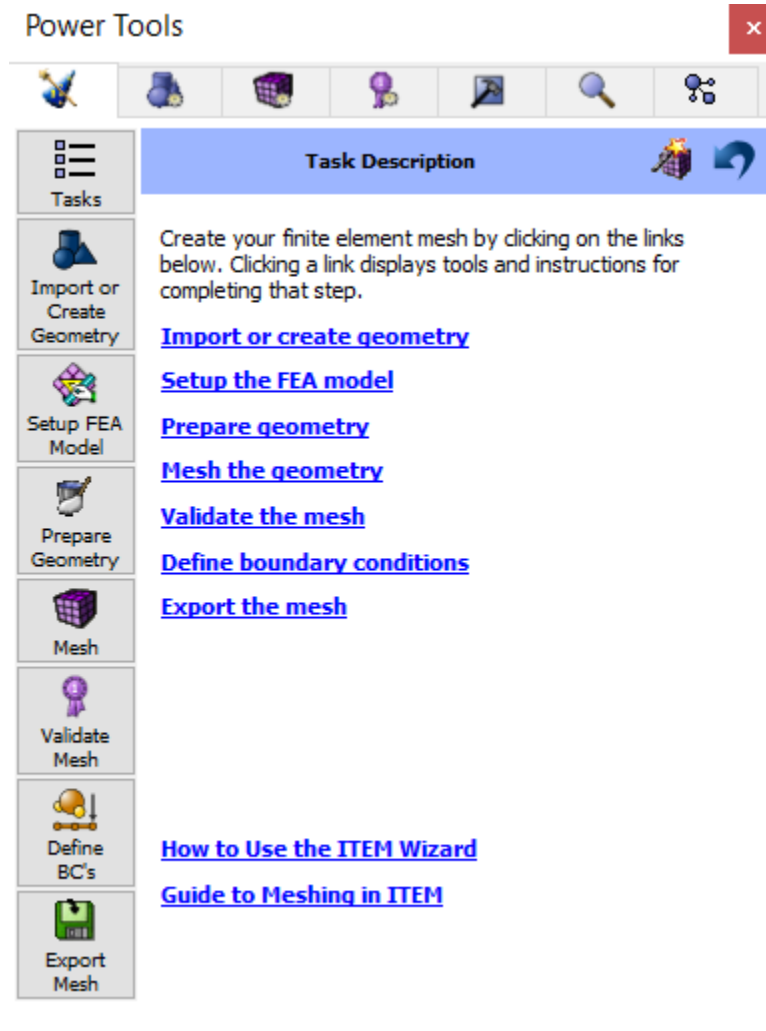 Power Tools
Tasks
Import or
Create
Geometry
Setup FEA
Model
Prepare
Geometry
Mesh
Validate
Mesh
Define
BC's
Export
Mesh
Task Description
Create your finite element mesh by clicking on the links
below. Clicking a link displays tools and instructions for
completing that step.
Import or create geometry
Setup the FEA model
Prepare geometry
Mesh the geometry
Validate the mesh
Define boundary conditions
Export the mesh
How to Use the ITEM Wizard
Guide to Meshing in ITEM